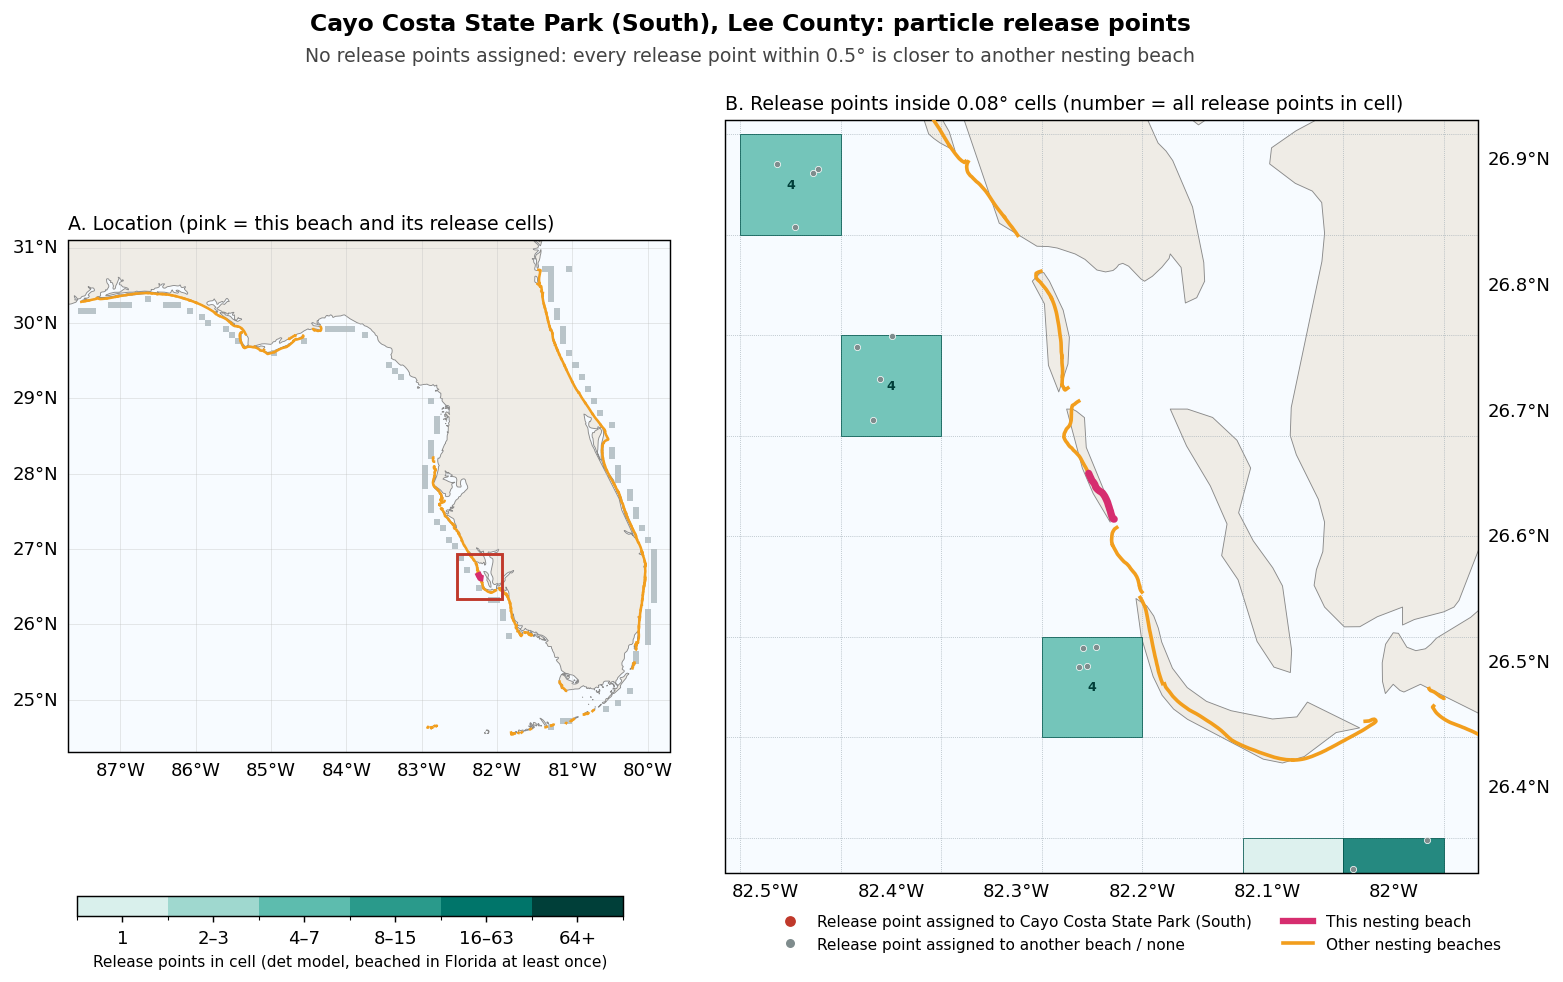 Cayo Costa State Park (South), Lee County: particle release points
No release points assigned: every release point within 0.5° is closer to another nesting beach
A. Location (pink = this beach and its release cells)
31°N
30°N
29°N
28°N
27°N
26°N
25°N
87°W 86°W 85°W 84°W 83°W 82°W 81°W 80°W
B. Release points inside 0.08° cells (number = all release points in cell)
4
4
4
26.9°N
26.8°N
26.7°N
26.6°N
26.5°N
26.4°N
82.5°W 82.4°W 82.3°W 82.2°W 82.1°W 82°W
1 2–3 4–7 8–15 16–63 64+
Release points in cell (det model, beached in Florida at least once)
Release point assigned to Cayo Costa State Park (South)
Release point assigned to another beach / none
This nesting beach
Other nesting beaches